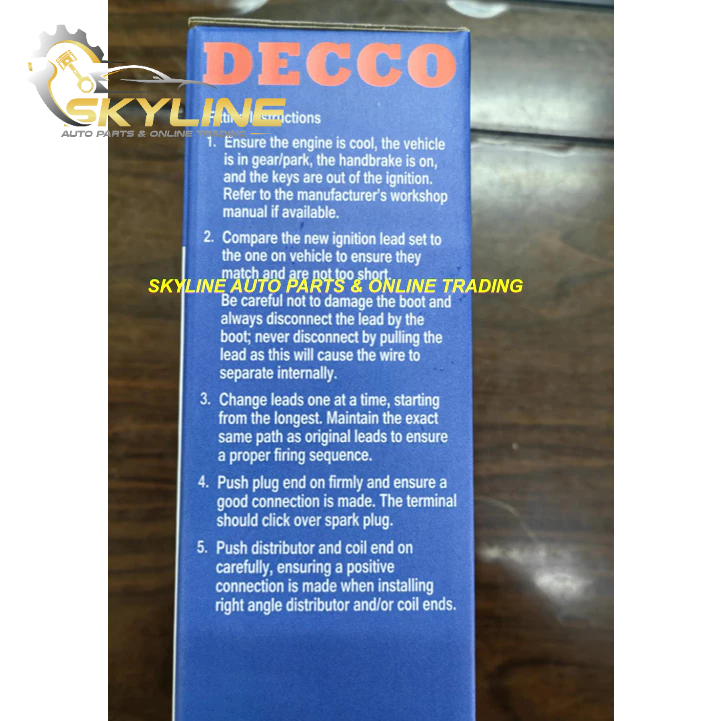 DECCO
SKYLINE
AUTO PARTS & ONLINE TRADING
Fitting Instructions
1. Ensure the engine is cool, the vehicle
is in gear/park, the handbrake is on,
and the keys are out of the ignition.
Refer to the manufacturer's workshop
manual if available.
2. Compare the new ignition lead set to
the one on vehicle to ensure they
match and are not too short.
SKYLINE AUTO PARTS & ONLINE TRADING
Be careful not to damage the boot and
always disconnect the lead by the
boot; never disconnect by pulling the
lead as this will cause the wire to
separate internally.
3. Change leads one at a time, starting
from the longest. Maintain the exact
same path as original leads to ensure
a proper firing sequence.
4. Push plug end on firmly and ensure a
good connection is made. The terminal
should click over spark plug.
5. Push distributor and coil end on
carefully, ensuring a positive
connection is made when installing
right angle distributor and/or coil ends.